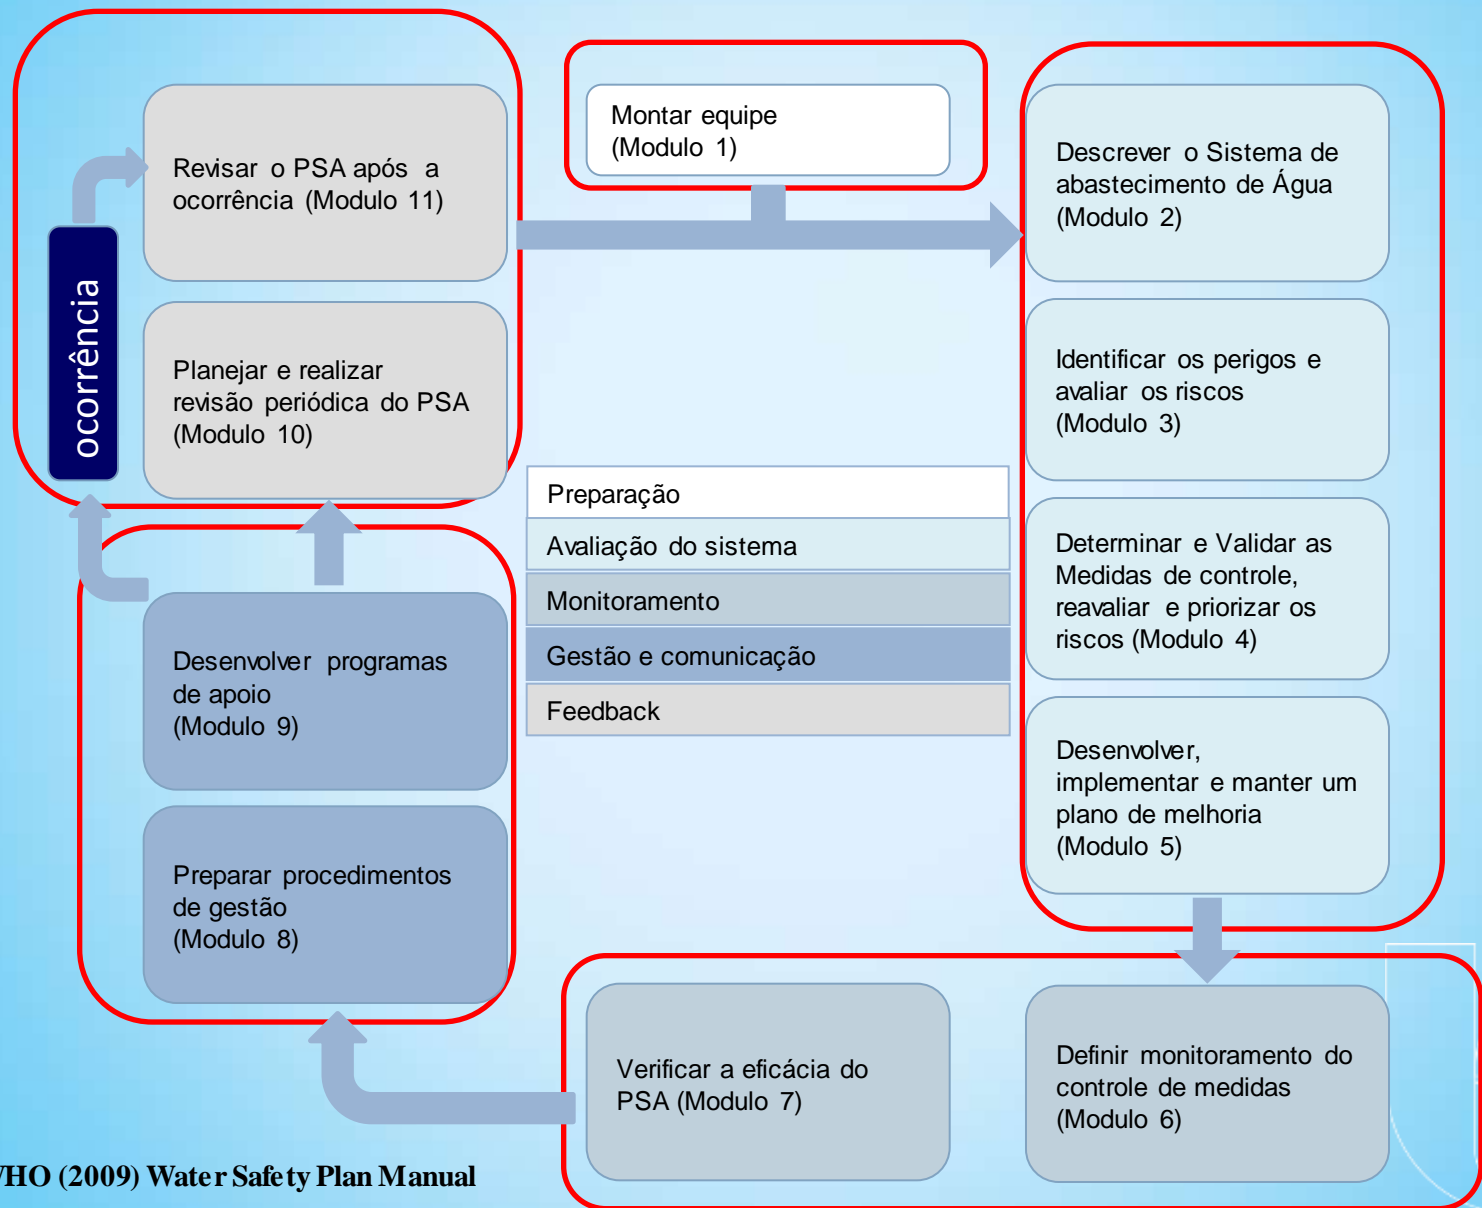 Montar equipe
(Modulo 1)
Descrever o Sistema de
abastecimento de Água
(Modulo 2)
Identificar os perigos e
avaliar os riscos
(Modulo 3)
Determinar e Validar as
Medidas de controle,
reavaliar e priorizar os
riscos (Modulo 4)
Desenvolver,
implementar e manter um
plano de melhoria
(Modulo 5)
Definir monitoramento do
controle de medidas
(Modulo 6)
Verificar a eficácia do
PSA (Modulo 7)
Preparar procedimentos
de gestão
(Modulo 8)
Desenvolver programas
de apoio
(Modulo 9)
Planejar e realizar
revisão periódica do PSA
(Modulo 10)
ocorrência
Revisar o PSA após a
ocorrência (Modulo 11)
Preparação
Avaliação do sistema
Monitoramento
Gestão e comunicação
Feedback
WHO (2009) Water Safety Plan Manual